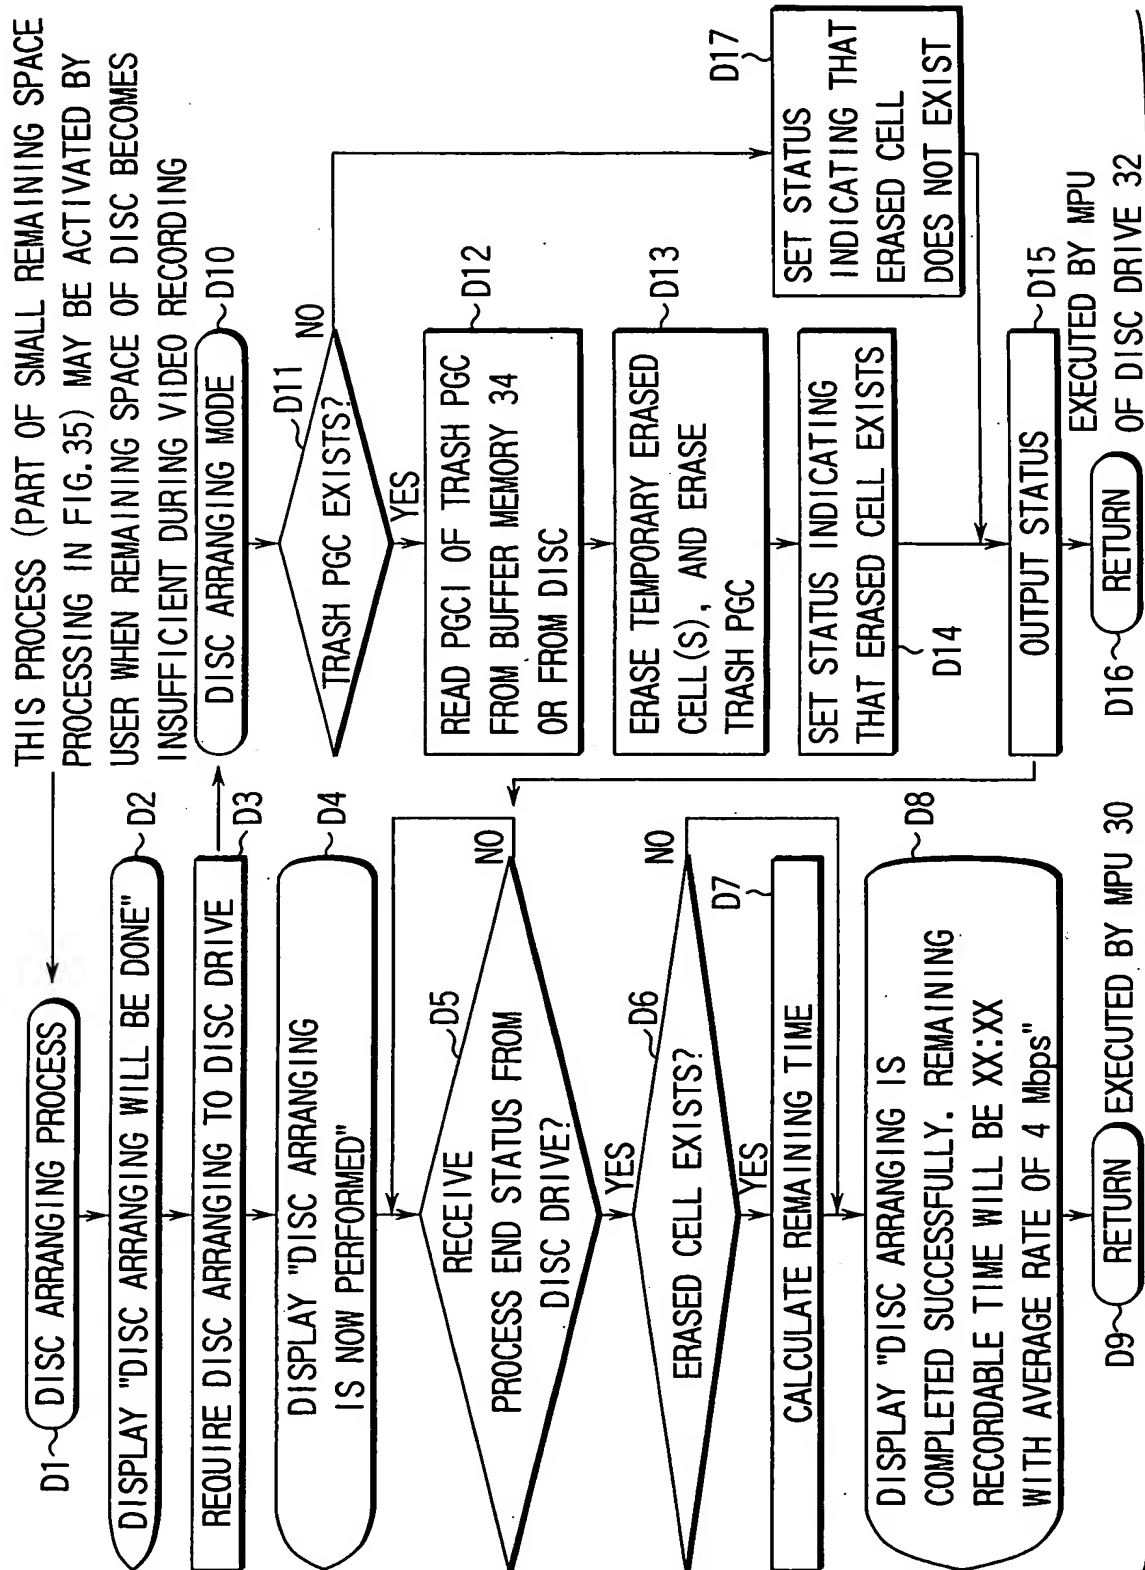 THIS PROCESS (PART OF SMALL REMAINING SPACE
PROCESSING IN FIG.35) MAY BE ACTIVATED BY
USER WHEN REMAINING SPACE OF DISC BECOMES
INSUFFICIENT DURING VIDEO RECORDING
D1
DISC ARRANGING PROCESS
DISPLAY "DISC ARRANGING WILL BE DONE"
D2
REQUIRE DISC ARRANGING TO DISC DRIVE
D3
DISPLAY "DISC ARRANGING
IS NOW PERFORMED"
D4
RECEIVE
PROCESS END STATUS FROM
DISC DRIVE?
D5
NO
YES
ERASED CELL EXISTS?
D6
NO
YES
CALCULATE REMAINING TIME
D7
DISPLAY "DISC ARRANGING IS
COMPLETED SUCCESSFULLY. REMAINING
RECORDABLE TIME WILL BE XX:XX
WITH AVERAGE RATE OF 4 Mbps"
D8
D9
RETURN
EXECUTED BY MPU 30
DISC ARRANGING MODE
D10
TRASH PGC EXISTS?
D11
NO
YES
READ PGCI OF TRASH PGC
FROM BUFFER MEMORY 34
OR FROM DISC
D12
ERASE TEMPORARY ERASED
CELL(S), AND ERASE
TRASH PGC
D13
SET STATUS INDICATING
THAT ERASED CELL EXISTS
D14
SET STATUS
INDICATING THAT
ERASED CELL
DOES NOT EXIST
D17
OUTPUT STATUS
D15
D16
RETURN
EXECUTED BY MPU
OF DISC DRIVE 32